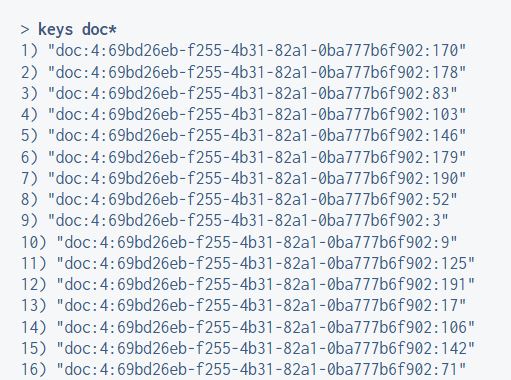 > keys doc*
1) "doc:4:69bd26eb-f255-4b31-82a1-0ba777b6f902:170"
2) "doc:4:69bd26eb-f255-4b31-82a1-0ba777b6f902:178"
3) "doc:4:69bd26eb-f255-4b31-82a1-0ba777b6f902:83"
4) "doc:4:69bd26eb-f255-4b31-82a1-0ba777b6f902:103"
5) "doc:4:69bd26eb-f255-4b31-82a1-0ba777b6f902:146"
6) "doc:4:69bd26eb-f255-4b31-82a1-0ba777b6f902:179"
7) "doc:4:69bd26eb-f255-4b31-82a1-0ba777b6f902:190"
8) "doc:4:69bd26eb-f255-4b31-82a1-0ba777b6f902:52"
9) "doc:4:69bd26eb-f255-4b31-82a1-0ba777b6f902:3"
10) "doc:4:69bd26eb-f255-4b31-82a1-0ba777b6f902:9"
11) "doc:4:69bd26eb-f255-4b31-82a1-0ba777b6f902:125"
12) "doc:4:69bd26eb-f255-4b31-82a1-0ba777b6f902:191"
13) "doc:4:69bd26eb-f255-4b31-82a1-0ba777b6f902:17"
14) "doc:4:69bd26eb-f255-4b31-82a1-0ba777b6f902:106"
15) "doc:4:69bd26eb-f255-4b31-82a1-0ba777b6f902:142"
16) "doc:4:69bd26eb-f255-4b31-82a1-0ba777b6f902:71"